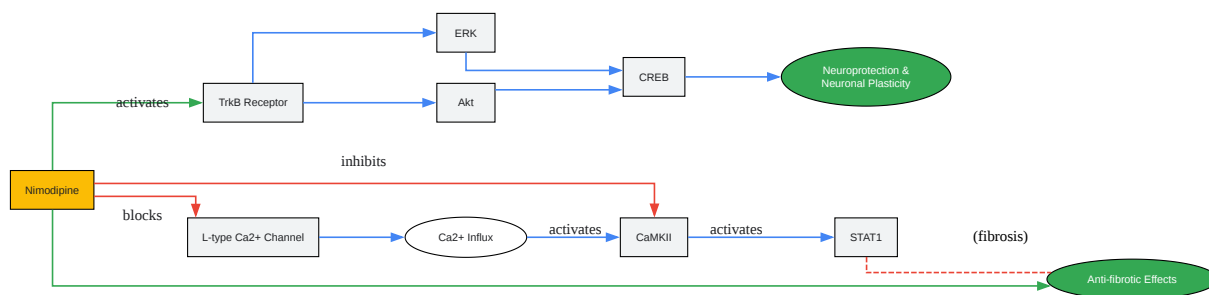 ERK
Neuroprotection &
Neuronal Plasticity
CREB
activates
TrkB Receptor
Akt
inhibits
Nimodipine
blocks
L-type Ca2+ Channel
Ca2+ Influx
activates
CaMKII
activates
STAT1
(fibrosis)
Anti-fibrotic Effects